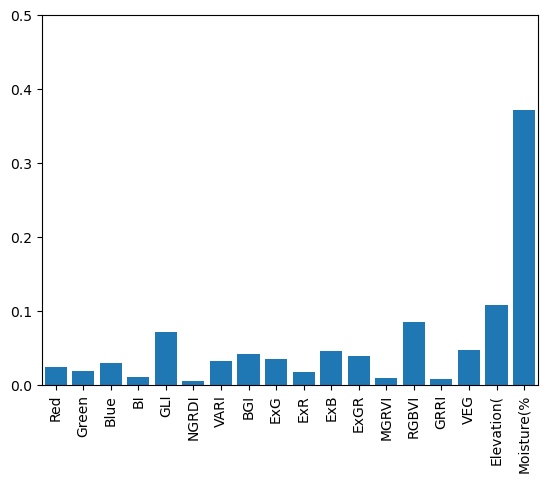 0.5
0.4
0.3
0.2
0.1
0.0
Red
Green
Blue
BI
GLI
NGRDI
VARI
BGI
ExG
ExR
ExB
ExGR
MGRVI
RGBVI
GRRI
VEG
Elevation(
Moisture(%